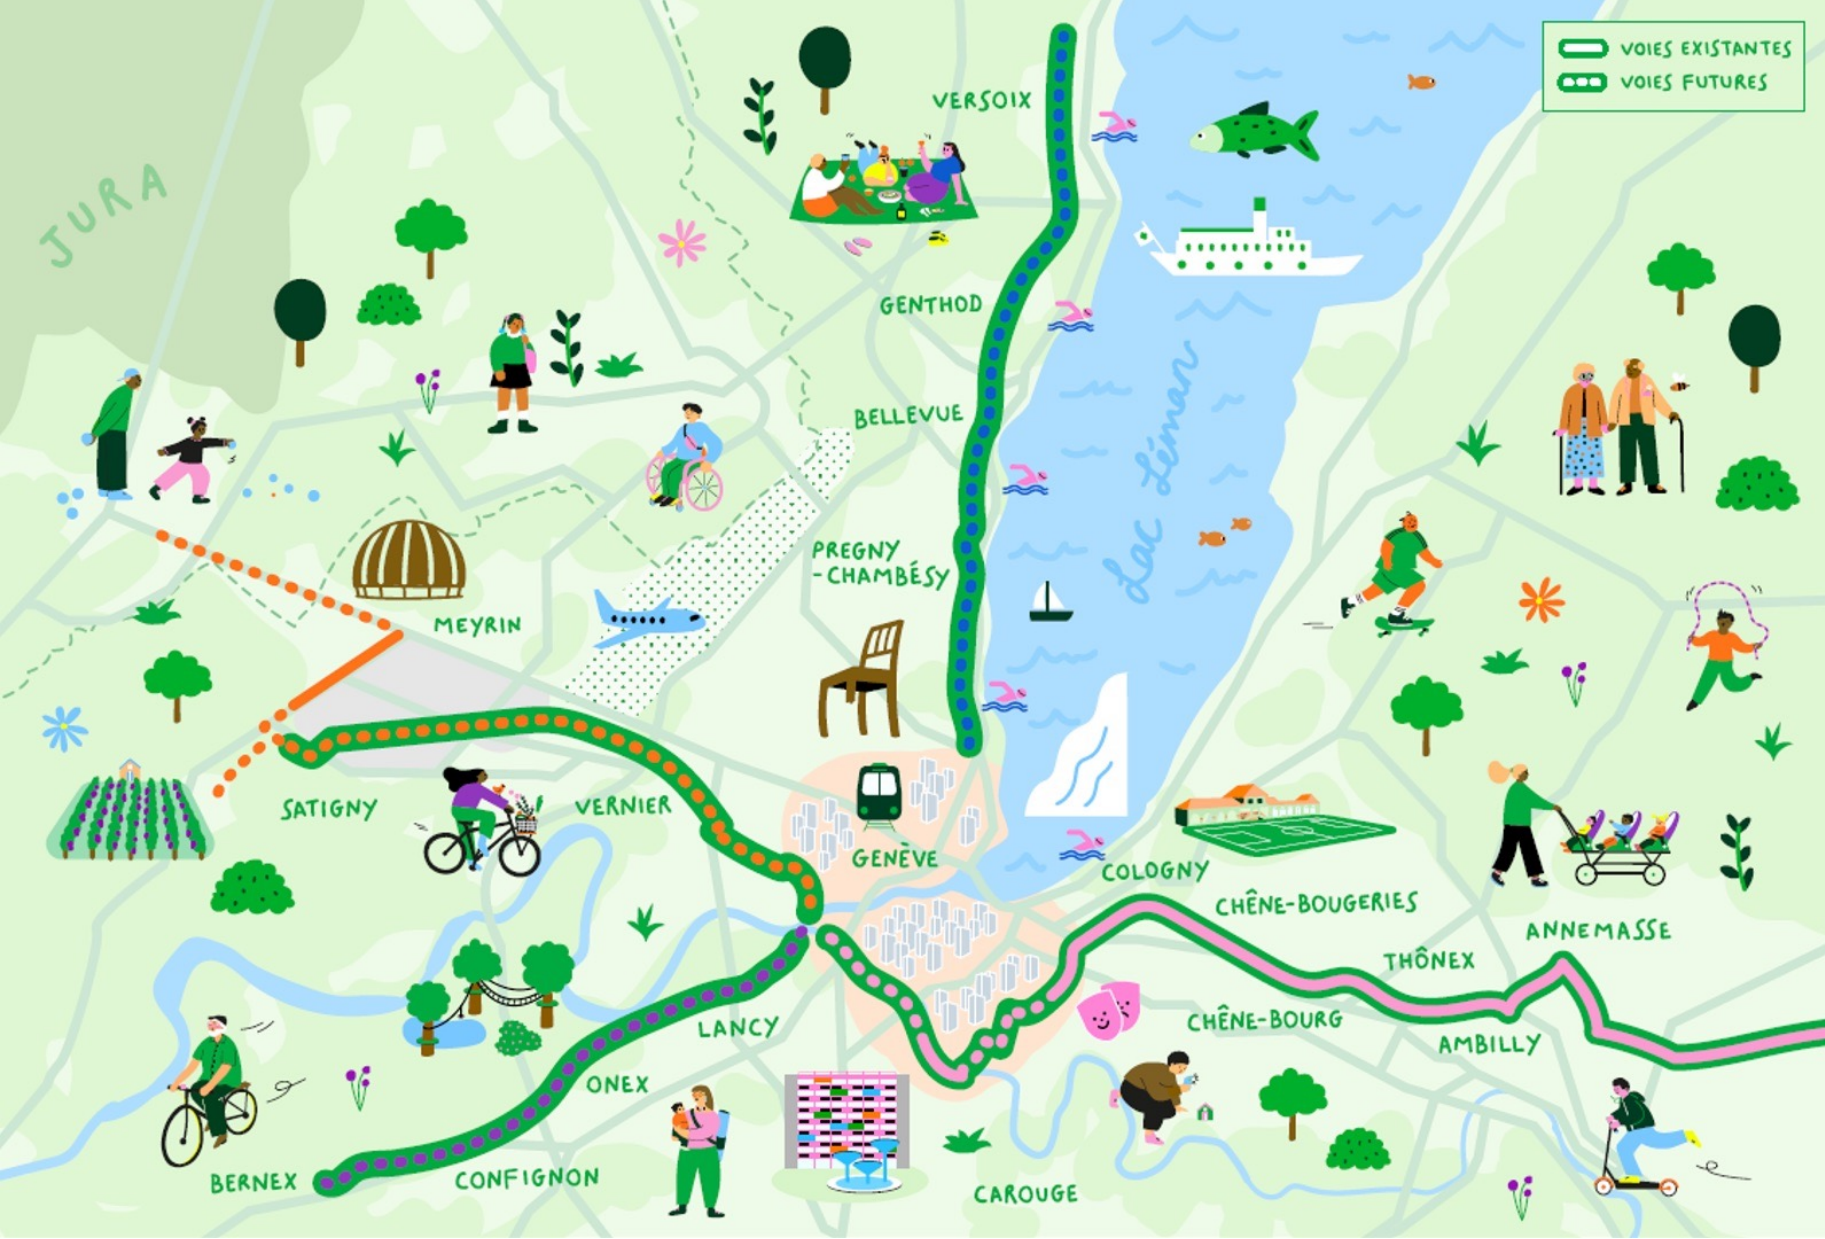 VOIES EXISTANTES
VOIES FUTURES
VERSOIX
JURA
GENTHOD
BELLEVUE
Lac Léman
PREGNY
-CHAMBÉSY
MEYRIN
SATIGNY
VERNIER
GENÈVE
COLOGNY
CHÊNE-BOUGERIES
ANNEMASSE
THÔNEX
LANCY
CHÊNE-BOURG
AMBILLY
ONEX
BERNEX
CONFIGNON
CAROUGE